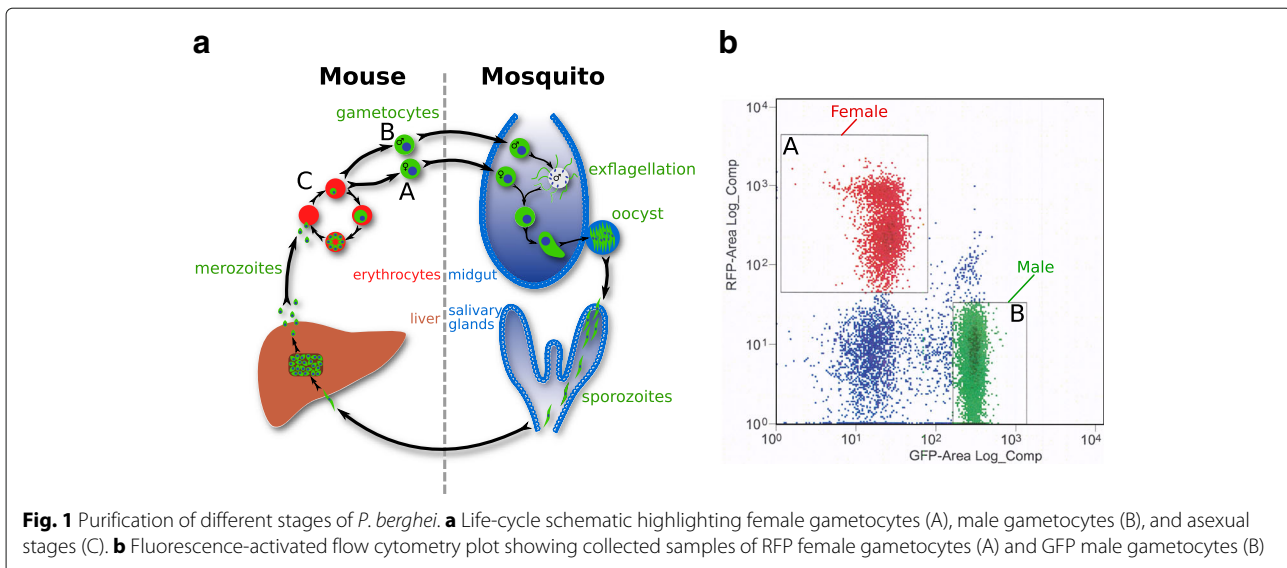 a
Mouse
Mosquito
gametocytes
B
♂
♀
A
C
♂
♀
♂
exflagellation
oocyst
merozoites
erythrocytes
midgut
liver
salivary
glands
sporozoites
b
10⁴
10³
10²
10¹
10⁰
RFP-Area Log_Comp
Female
A
Male
B
10⁰
10¹
10²
10³
10⁴
GFP-Area Log_Comp
Fig. 1 Purification of different stages of P. berghei. a Life-cycle schematic highlighting female gametocytes (A), male gametocytes (B), and asexual
stages (C). b Fluorescence-activated flow cytometry plot showing collected samples of RFP female gametocytes (A) and GFP male gametocytes (B)